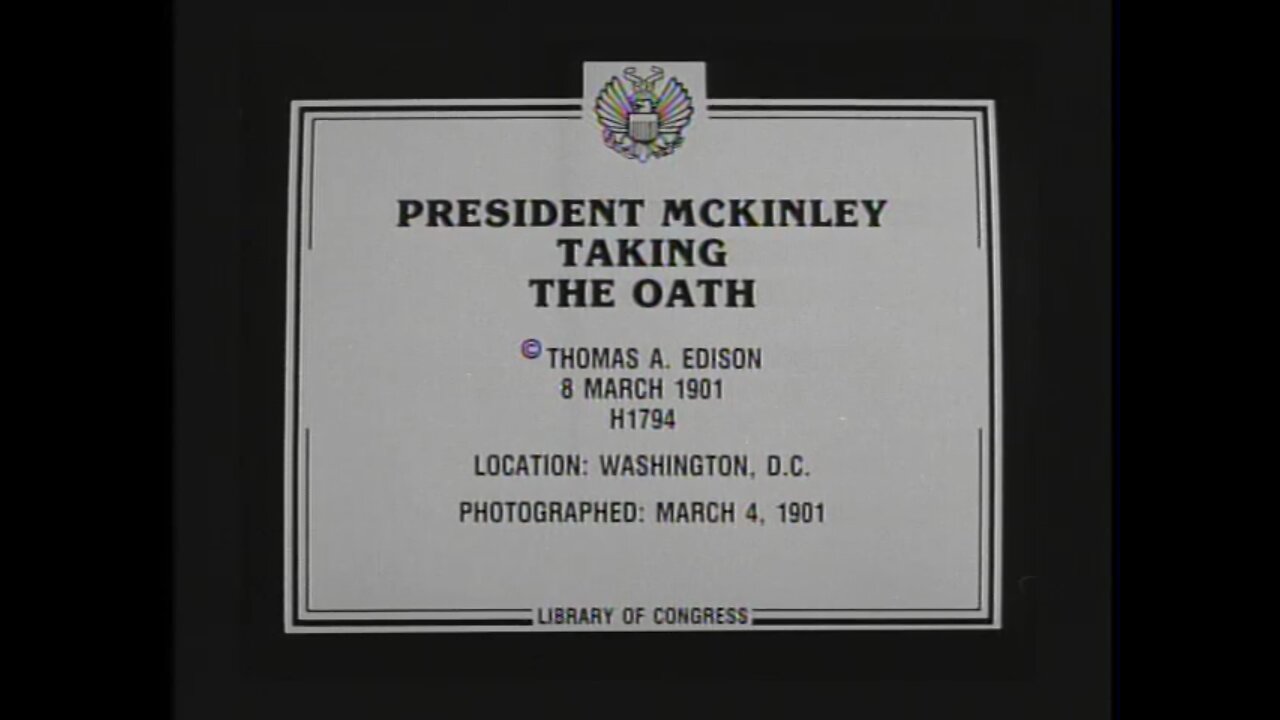 PRESIDENT MCKINLEY
TAKING
THE OATH
© THOMAS A. EDISON
8 MARCH 1901
H1794
LOCATION: WASHINGTON, D.C.
PHOTOGRAPHED: MARCH 4, 1901
LIBRARY OF CONGRESS